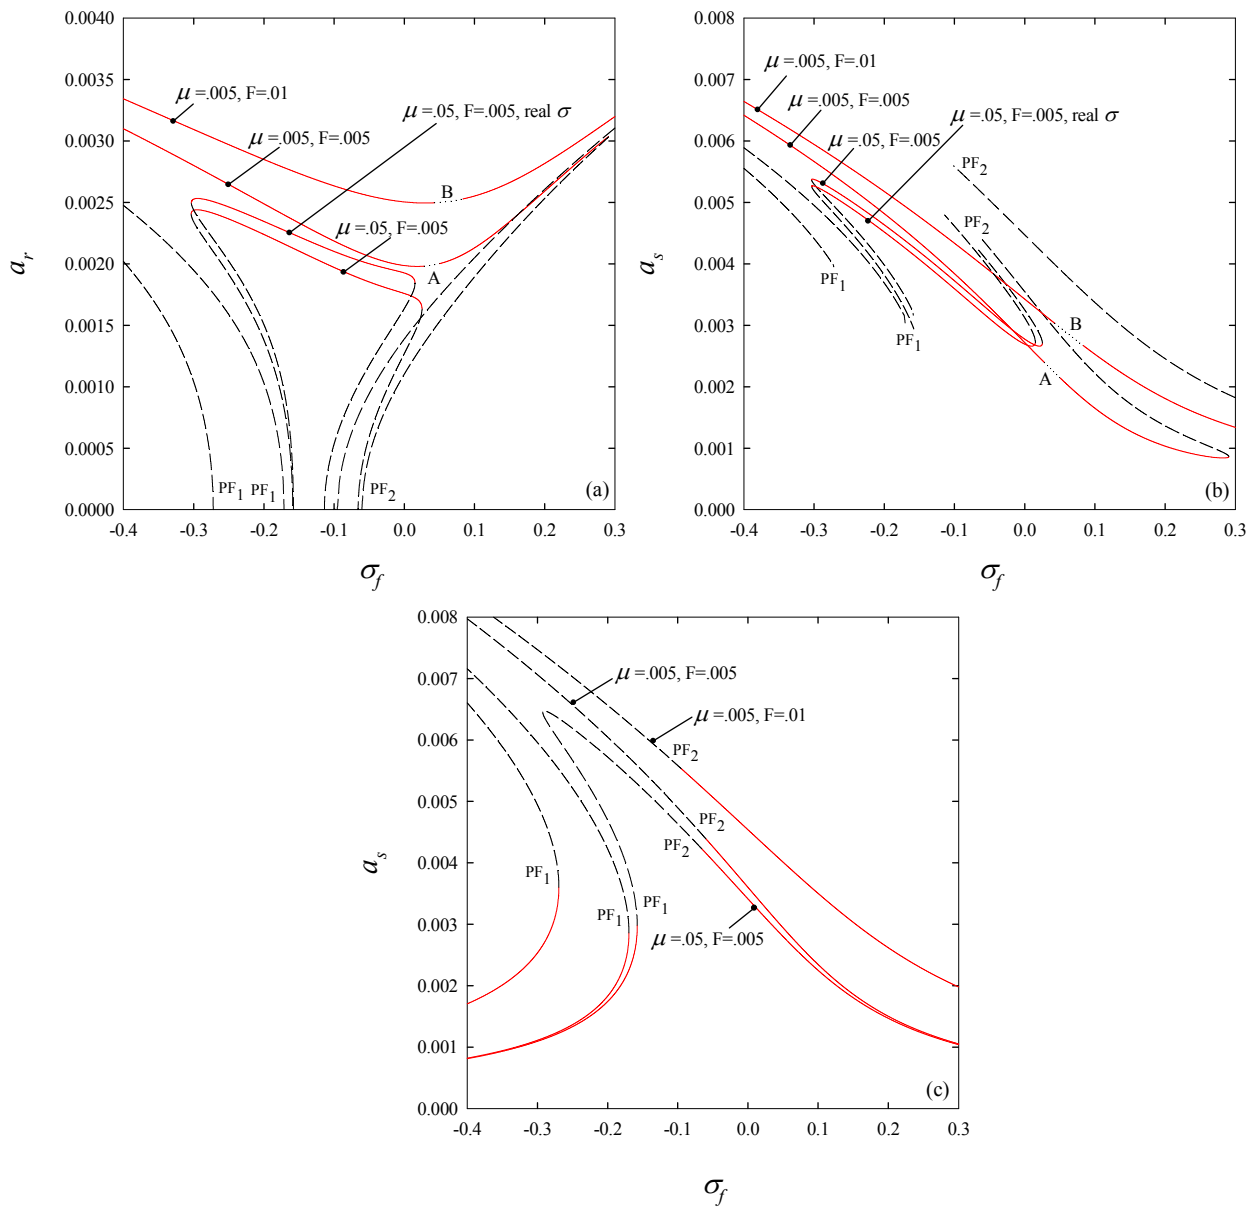 0.0040
0.0035
0.0030
0.0025
0.0020
0.0015
0.0010
0.0005
0.0000
a_r
μ =.005, F=.01
μ =.005, F=.005
μ =.05, F=.005, real σ
μ =.05, F=.005
B
A
PF1
PF1
PF2
(a)
-0.4 -0.3 -0.2 -0.1 0.0 0.1 0.2 0.3
σ_f
0.008
0.007
0.006
0.005
0.004
0.003
0.002
0.001
0.000
a_s
μ =.005, F=.01
μ =.005, F=.005
μ =.05, F=.005, real σ
μ =.05, F=.005
PF2
PF2
PF1
PF1
B
A
(b)
-0.4 -0.3 -0.2 -0.1 0.0 0.1 0.2 0.3
σ_f
0.008
0.007
0.006
0.005
0.004
0.003
0.002
0.001
0.000
a_s
μ =.005, F=.005
μ =.005, F=.01
PF2
PF2
PF2
PF1
PF1
PF1
μ =.05, F=.005
(c)
-0.4 -0.3 -0.2 -0.1 0.0 0.1 0.2 0.3
σ_f